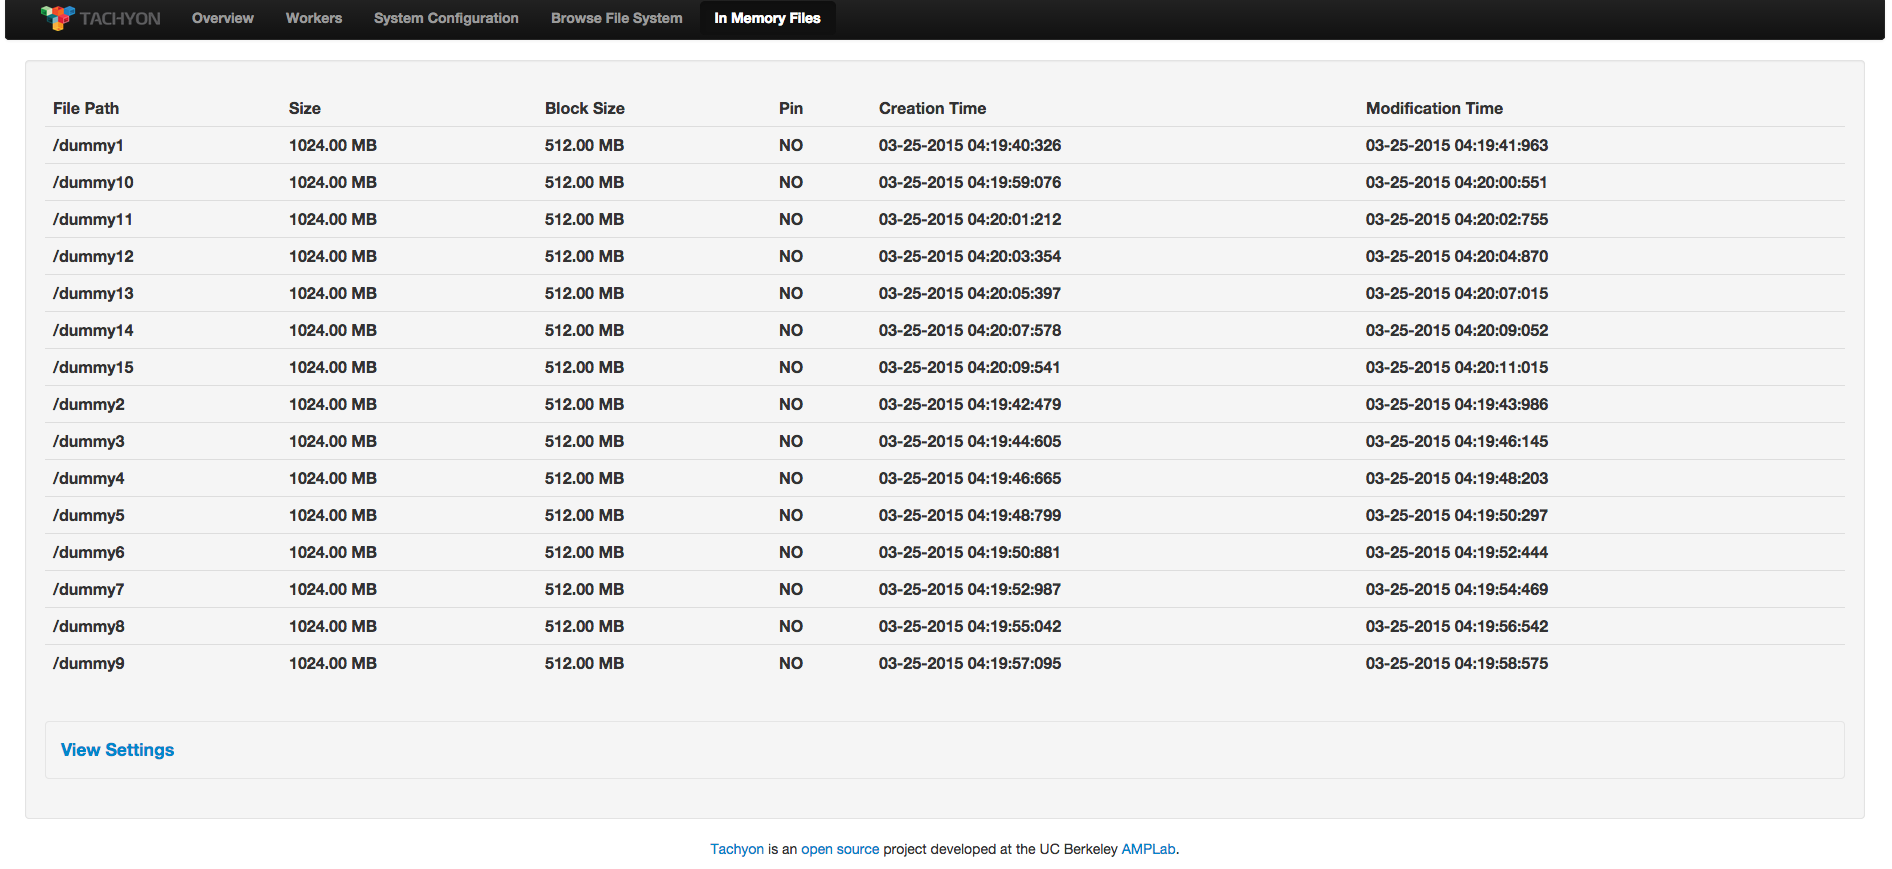 TACHYON Overview Workers System Configuration Browse File System In Memory Files
File Path Size Block Size Pin Creation Time Modification Time
/dummy1 1024.00 MB 512.00 MB NO 03-25-2015 04:19:40:326 03-25-2015 04:19:41:963
/dummy10 1024.00 MB 512.00 MB NO 03-25-2015 04:19:59:076 03-25-2015 04:20:00:551
/dummy11 1024.00 MB 512.00 MB NO 03-25-2015 04:20:01:212 03-25-2015 04:20:02:755
/dummy12 1024.00 MB 512.00 MB NO 03-25-2015 04:20:03:354 03-25-2015 04:20:04:870
/dummy13 1024.00 MB 512.00 MB NO 03-25-2015 04:20:05:397 03-25-2015 04:20:07:015
/dummy14 1024.00 MB 512.00 MB NO 03-25-2015 04:20:07:578 03-25-2015 04:20:09:052
/dummy15 1024.00 MB 512.00 MB NO 03-25-2015 04:20:09:541 03-25-2015 04:20:11:015
/dummy2 1024.00 MB 512.00 MB NO 03-25-2015 04:19:42:479 03-25-2015 04:19:43:986
/dummy3 1024.00 MB 512.00 MB NO 03-25-2015 04:19:44:605 03-25-2015 04:19:46:145
/dummy4 1024.00 MB 512.00 MB NO 03-25-2015 04:19:46:665 03-25-2015 04:19:48:203
/dummy5 1024.00 MB 512.00 MB NO 03-25-2015 04:19:48:799 03-25-2015 04:19:50:297
/dummy6 1024.00 MB 512.00 MB NO 03-25-2015 04:19:50:881 03-25-2015 04:19:52:444
/dummy7 1024.00 MB 512.00 MB NO 03-25-2015 04:19:52:987 03-25-2015 04:19:54:469
/dummy8 1024.00 MB 512.00 MB NO 03-25-2015 04:19:55:042 03-25-2015 04:19:56:542
/dummy9 1024.00 MB 512.00 MB NO 03-25-2015 04:19:57:095 03-25-2015 04:19:58:575
View Settings
Tachyon is an open source project developed at the UC Berkeley AMPLab.